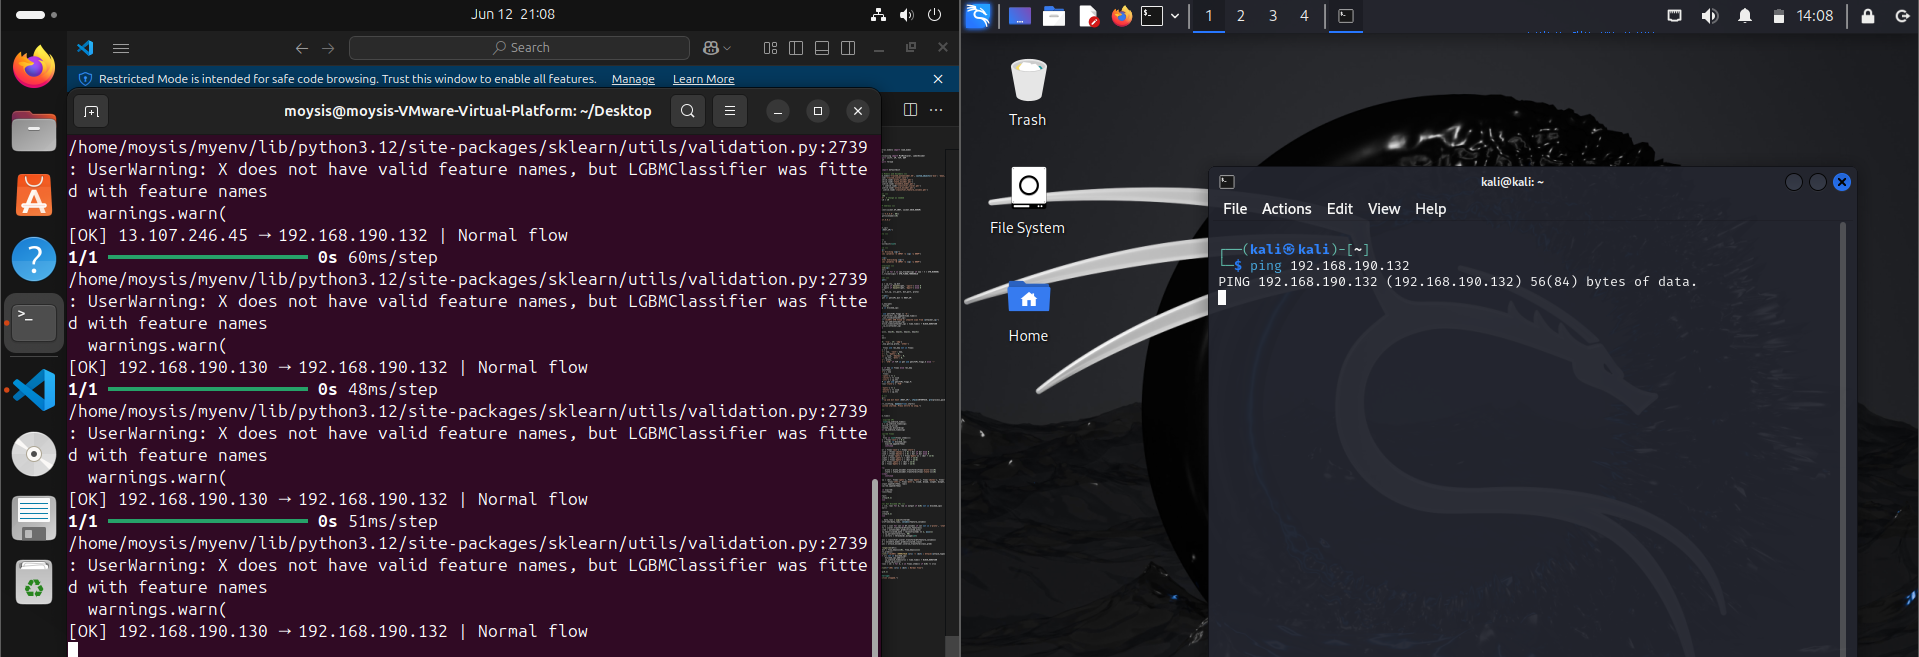 Jun 12 21:08
Search
Restricted Mode is intended for safe code browsing. Trust this window to enable all features. Manage Learn More
moysis@moysis-VMware-Virtual-Platform: ~/Desktop
/home/moysis/myenv/lib/python3.12/site-packages/sklearn/utils/validation.py:2739
: UserWarning: X does not have valid feature names, but LGBMClassifier was fitte
d with feature names
warnings.warn(
[OK] 13.107.246.45 → 192.168.190.132 | Normal flow
1/1 0s 60ms/step
/home/moysis/myenv/lib/python3.12/site-packages/sklearn/utils/validation.py:2739
: UserWarning: X does not have valid feature names, but LGBMClassifier was fitte
d with feature names
warnings.warn(
[OK] 192.168.190.130 → 192.168.190.132 | Normal flow
1/1 0s 48ms/step
/home/moysis/myenv/lib/python3.12/site-packages/sklearn/utils/validation.py:2739
: UserWarning: X does not have valid feature names, but LGBMClassifier was fitte
d with feature names
warnings.warn(
[OK] 192.168.190.130 → 192.168.190.132 | Normal flow
1/1 0s 51ms/step
/home/moysis/myenv/lib/python3.12/site-packages/sklearn/utils/validation.py:2739
: UserWarning: X does not have valid feature names, but LGBMClassifier was fitte
d with feature names
warnings.warn(
[OK] 192.168.190.130 → 192.168.190.132 | Normal flow
1 2 3 4
14:08
Trash
File System
Home
kali@kali: ~
File Actions Edit View Help
┌──(kali㉿kali)-[~]
└─$ ping 192.168.190.132
PING 192.168.190.132 (192.168.190.132) 56(84) bytes of data.